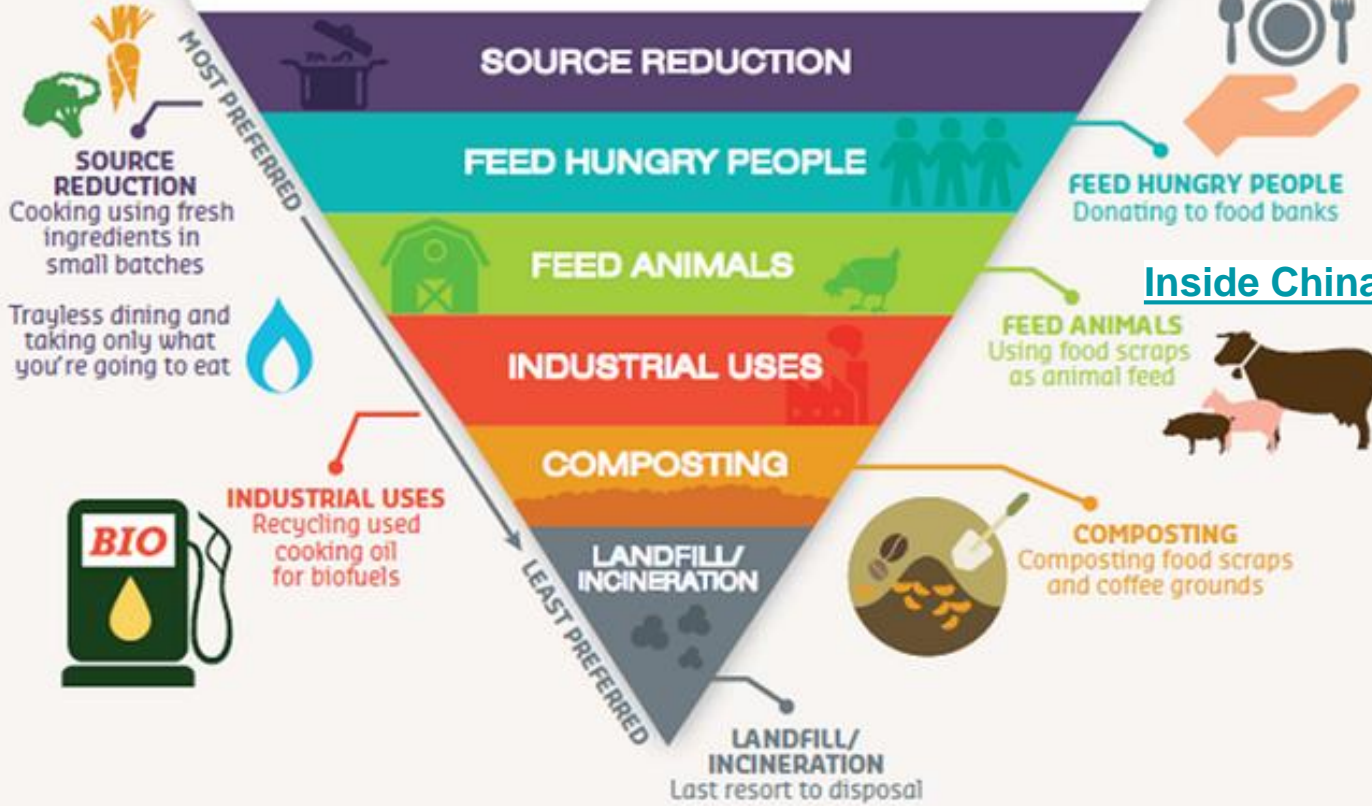 MOST PREFERRED
SOURCE REDUCTION
FEED HUNGRY PEOPLE
FEED ANIMALS
INDUSTRIAL USES
COMPOSTING
LANDFILL/
INCINERATION
LEAST PREFERRED
SOURCE
REDUCTION
Cooking using fresh
ingredients in
small batches
Trayless dining and
taking only what
you're going to eat
FEED HUNGRY PEOPLE
Donating to food banks
Inside China
FEED ANIMALS
Using food scraps
as animal feed
INDUSTRIAL USES
Recycling used
cooking oil
for biofuels
BIO
COMPOSTING
Composting food scraps
and coffee grounds
LANDFILL/
INCINERATION
Last resort to disposal